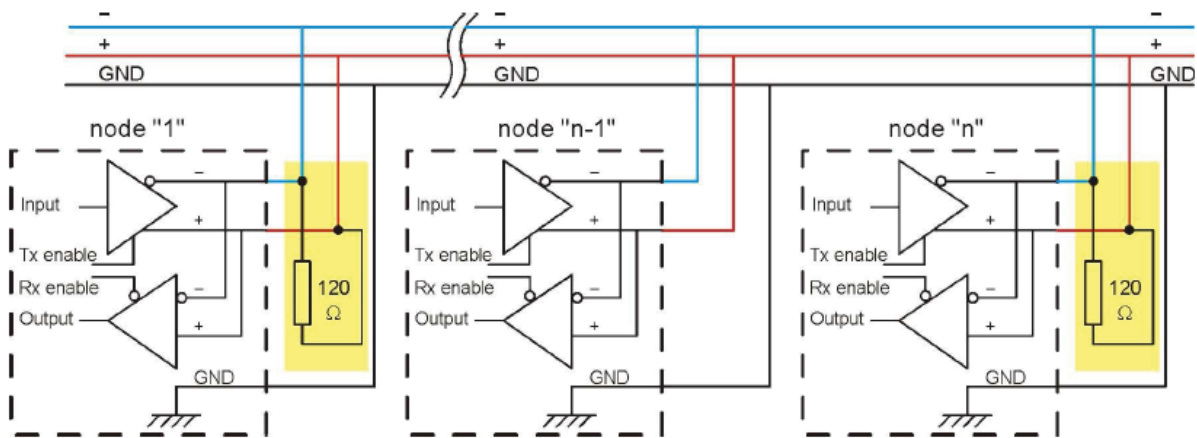 − − −
+ + +
GND GND GND
node "1" node "n-1" node "n"
− − −
Input Input Input
+ + +
Tx enable Tx enable Tx enable
Rx enable Rx enable Rx enable
− 120 − − 120
Output Ω Output Output Ω
+ + +
GND GND GND